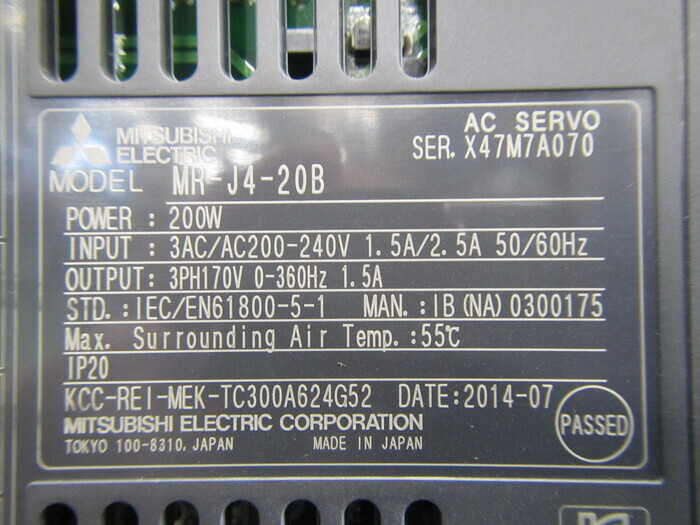 MITSUBISHI
ELECTRIC
AC SERVO
SER. X47M7A070
MODEL MR-J4-20B
POWER : 200W
INPUT : 3AC/AC200-240V 1.5A/2.5A 50/60Hz
OUTPUT: 3PH170V 0-360Hz 1.5A
STD. : IEC/EN61800-5-1 MAN. : IB(NA)0300175
Max. Surrounding Air Temp. :55℃
IP20
KCC-REI-MEK-TC300A624G52 DATE:2014-07
MITSUBISHI ELECTRIC CORPORATION
TOKYO 100-8310, JAPAN MADE IN JAPAN
PASSED